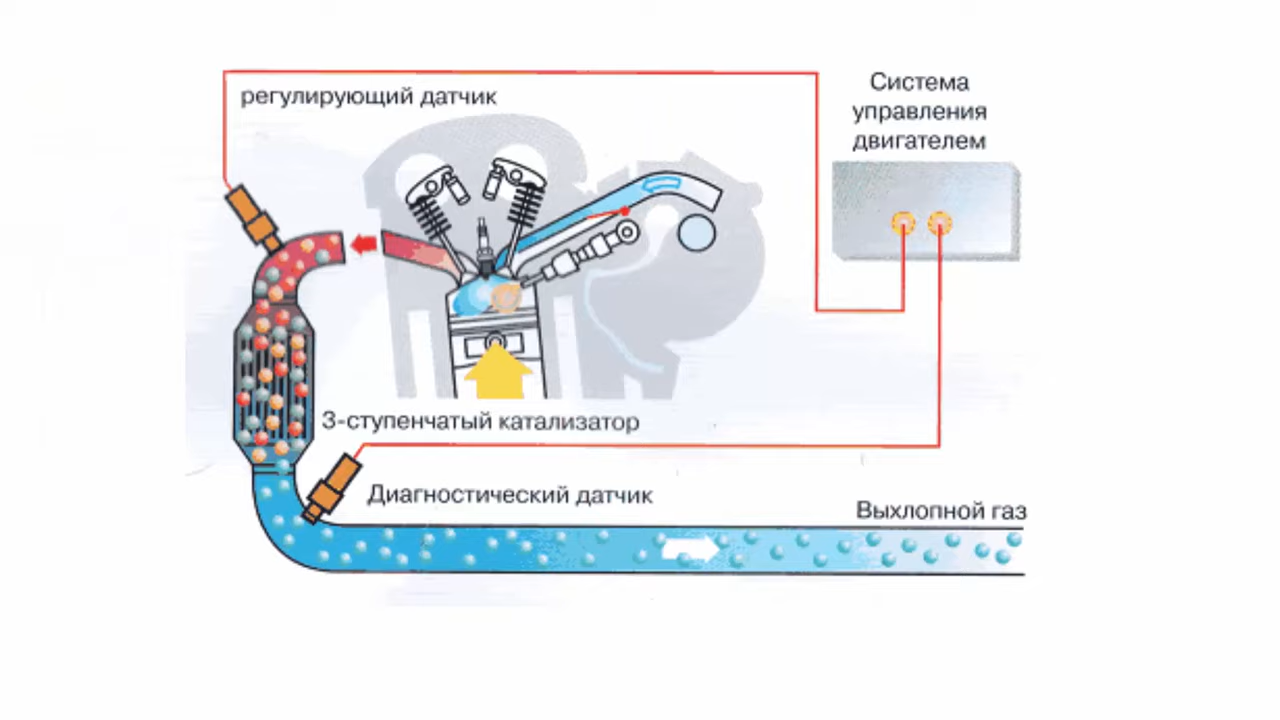 регулирующий датчик
Система
управления
двигателем
3-ступенчатый катализатор
Диагностический датчик
Выхлопной газ